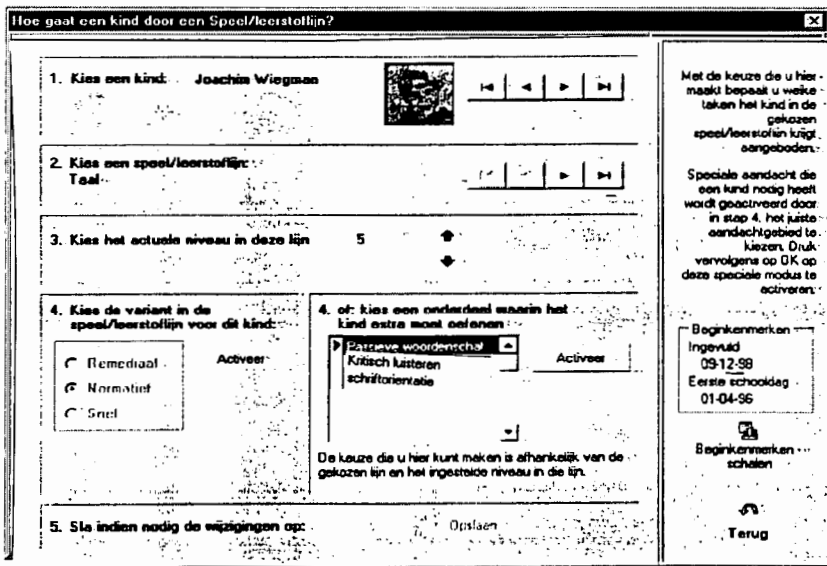 Hoe gaat een kind door een Speel/leerstoflijn?
1. Kies een kind: Joachim Wiegman
2. Kies een speel/leerstoflijn:
Taal
3. Kies het actuele niveau in deze lijn 5
4. Kies de variant in de
speel/leerstoflijn voor dit kind:
Remediaal
Normatief
Snel
Activeer
4. of: kies een onderdeel waarin het
kind extra moet oefenen
Passieve woordenschat
Kritisch luisteren
schriftorientatie
Activeer
De keuze die u hier kunt maken is afhankelijk van de
gekozen lijn en het ingestelde niveau in die lijn.
5. Sla indien nodig de wijzigingen op:
Opslaan
Met de keuze die u hier
maakt bepaalt u welke
taken het kind in de
gekozen
speel/leerstoflijn krijgt
aangeboden.
Speciale aandacht die
een kind nodig heeft
wordt geactiveerd door
in stap 4, het juiste
aandachtgebied te
kiezen. Druk
vervolgens op OK op
deze speciale modus te
activeren.
Beginkenmerken
Ingevuld
09-12-98
Eerste schooldag
01-04-96
Beginkenmerken
schalen
Terug